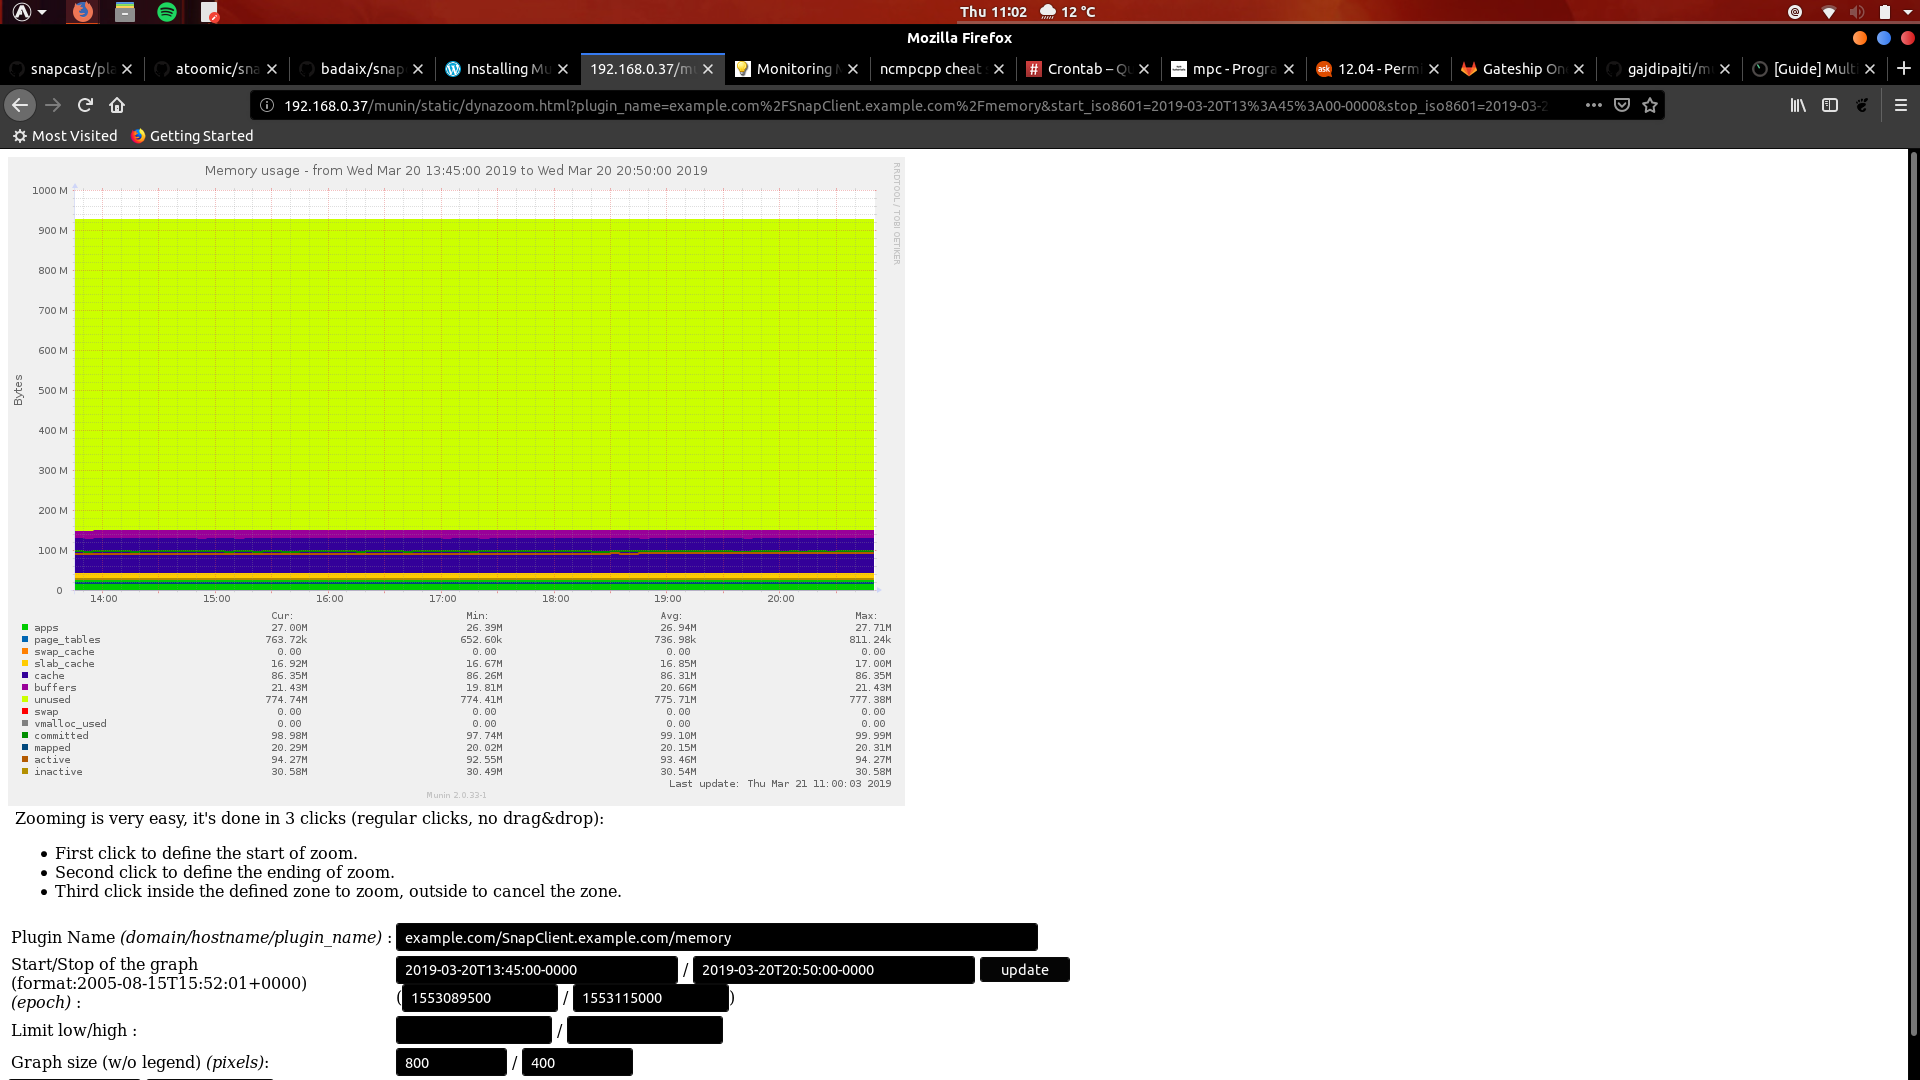 Thu 11:02 12 °C
Mozilla Firefox
snapcast/pla atoomic/sna badaix/snap Installing Mu 192.168.0.37/mu Monitoring M ncmpcpp cheat Crontab – Qu mpc - Progra 12.04 - Permi Gateship On gajdipajti/mu [Guide] Multi
192.168.0.37/munin/static/dynazoom.html?plugin_name=example.com%2FSnapClient.example.com%2Fmemory&start_iso8601=2019-03-20T13%3A45%3A00-0000&stop_iso8601=2019-03-2
Most Visited Getting Started
Memory usage - from Wed Mar 20 13:45:00 2019 to Wed Mar 20 20:50:00 2019
RRDTOOL / TOBI OETIKER
Bytes
1000 M
900 M
800 M
700 M
600 M
500 M
400 M
300 M
200 M
100 M
0
14:00 15:00 16:00 17:00 18:00 19:00 20:00
Cur: Min: Avg: Max:
apps 27.00M 26.39M 26.94M 27.71M
page_tables 763.72k 652.60k 736.98k 811.24k
swap_cache 0.00 0.00 0.00 0.00
slab_cache 16.92M 16.67M 16.85M 17.00M
cache 86.35M 86.26M 86.31M 86.35M
buffers 21.43M 19.81M 20.66M 21.43M
unused 774.74M 774.41M 775.71M 777.38M
swap 0.00 0.00 0.00 0.00
vmalloc_used 0.00 0.00 0.00 0.00
committed 98.98M 97.74M 99.10M 99.99M
mapped 20.29M 20.02M 20.15M 20.31M
active 94.27M 92.55M 93.46M 94.27M
inactive 30.58M 30.49M 30.54M 30.58M
Last update: Thu Mar 21 11:00:03 2019
Munin 2.0.33-1
Zooming is very easy, it's done in 3 clicks (regular clicks, no drag&drop):
• First click to define the start of zoom.
• Second click to define the ending of zoom.
• Third click inside the defined zone to zoom, outside to cancel the zone.
Plugin Name (domain/hostname/plugin_name) : example.com/SnapClient.example.com/memory
Start/Stop of the graph
(format:2005-08-15T15:52:01+0000)
(epoch) :
2019-03-20T13:45:00-0000 / 2019-03-20T20:50:00-0000 update
(1553089500 / 1553115000)
Limit low/high : /
Graph size (w/o legend) (pixels): 800 / 400